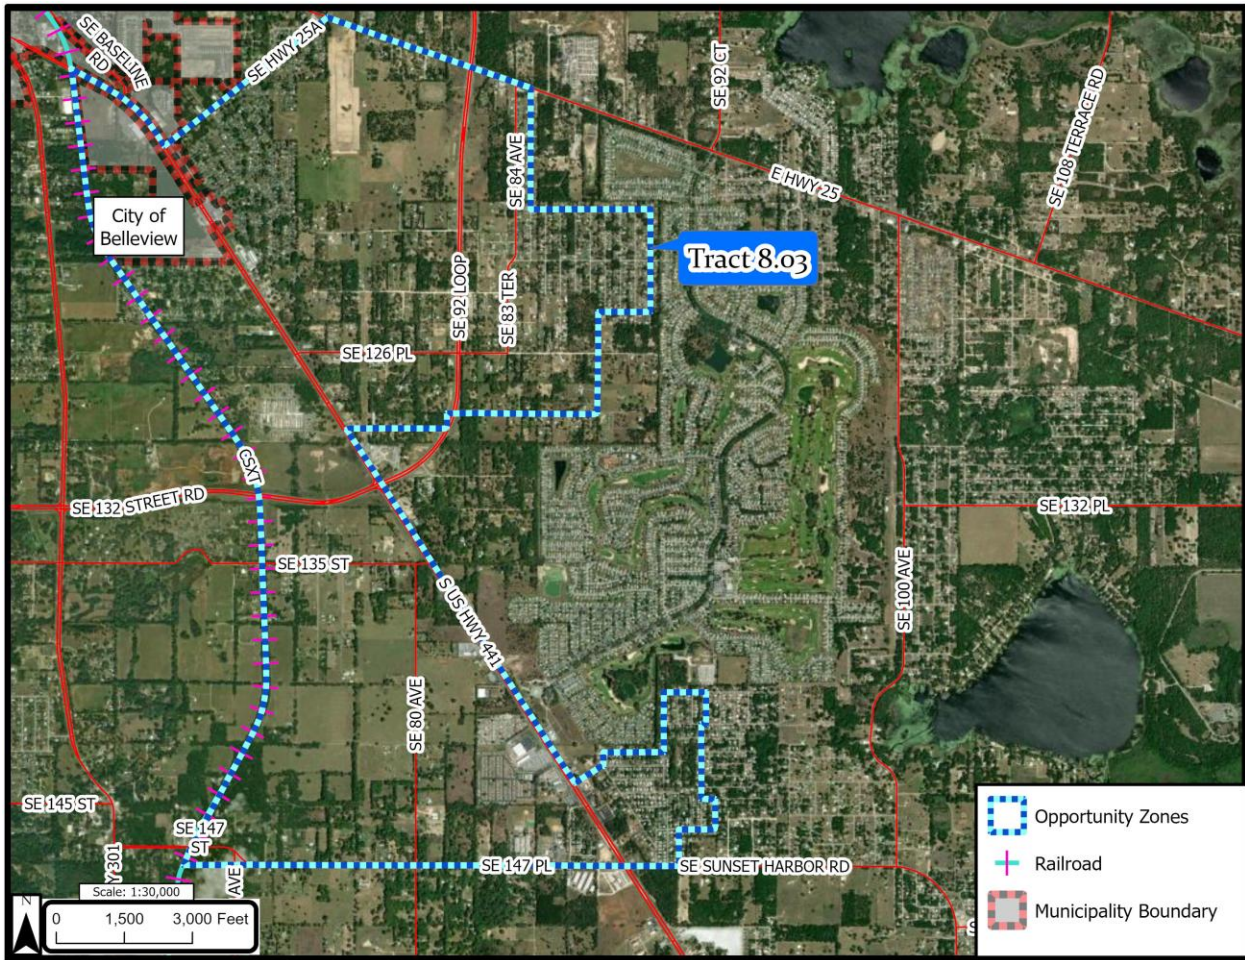 SE BASELINE
RD
SE HWY 25A
SE 92 CT
SE 108 TERRACE RD
SE 84 AVE
E HWY 25
City of
Belleview
Tract 8.03
SE 92 LOOP
SE 83 TER
SE 126 PL
CSXT
SE 132 STREET RD
SE 132 PL
SE 135 ST
SE 100 AVE
S US HWY 441
SE 80 AVE
SE 145 ST
SE 147
ST
Y 301
AVE
SE 147 PL
SE SUNSET HARBOR RD
Opportunity Zones
Railroad
Municipality Boundary
N
Scale: 1:30,000
0 1,500 3,000 Feet